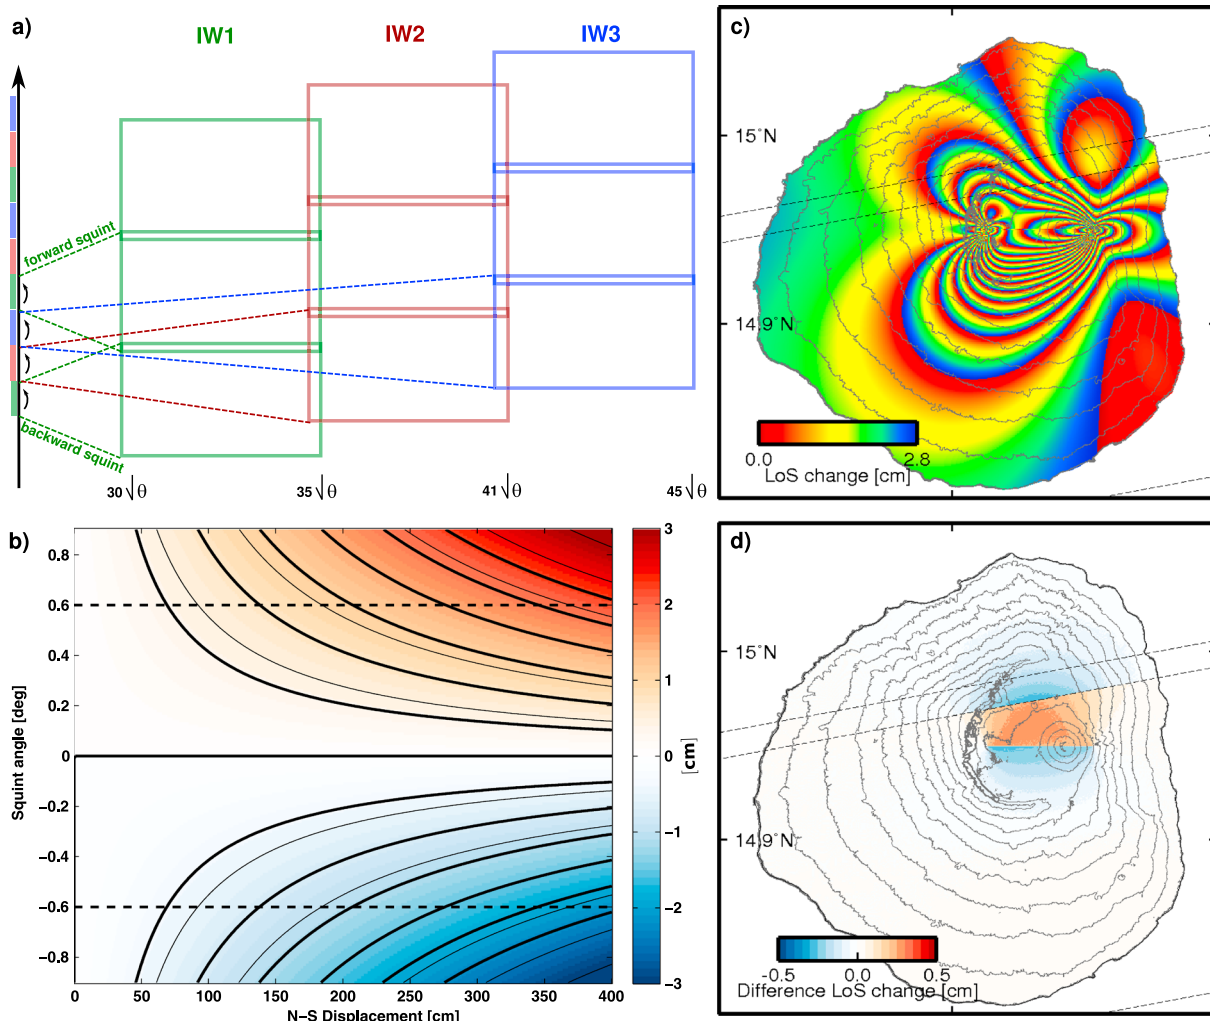 a)
IW1
IW2
IW3
forward squint
backward squint
30 θ
35 θ
41 θ
45 θ
b)
0.8
0.6
0.4
0.2
0
−0.2
−0.4
−0.6
−0.8
Squint angle [deg]
0
50
100
150
200
250
300
350
400
N−S Displacement [cm]
3
2
1
0
−1
−2
−3
[cm]
c)
15°N
14.9°N
0.0
2.8
LoS change [cm]
d)
15°N
14.9°N
-0.5
0.0
0.5
Difference LoS change [cm]